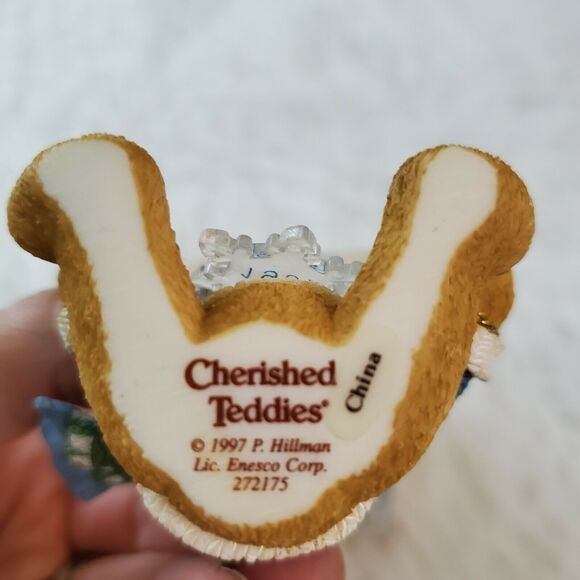 Cherished
Teddies®
© 1997 P. Hillman
Lic. Enesco Corp.
272175
China